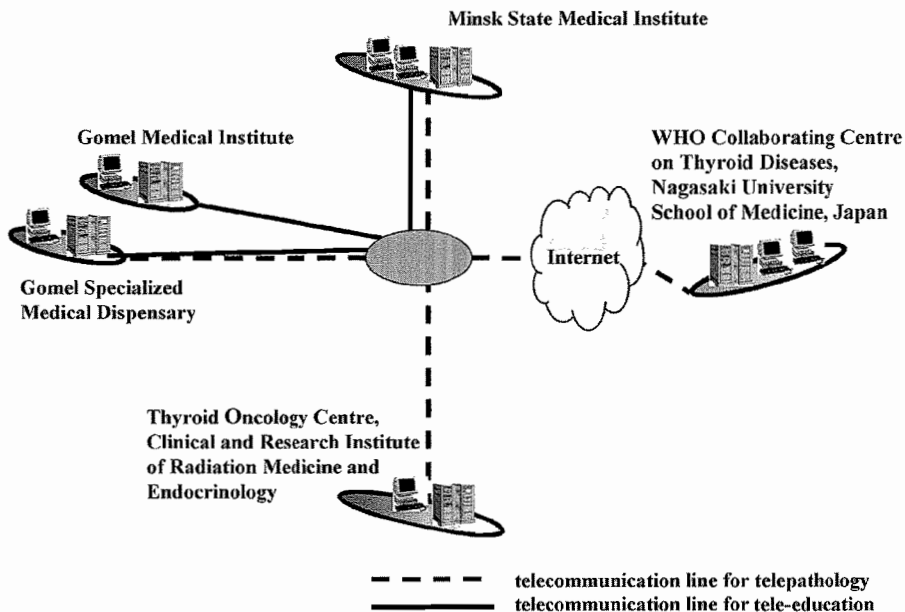 Minsk State Medical Institute
Gomel Medical Institute
WHO Collaborating Centre
on Thyroid Diseases,
Nagasaki University
School of Medicine, Japan
Internet
Gomel Specialized
Medical Dispensary
Thyroid Oncology Centre,
Clinical and Research Institute
of Radiation Medicine and
Endocrinology
telecommunication line for telepathology
telecommunication line for tele-education